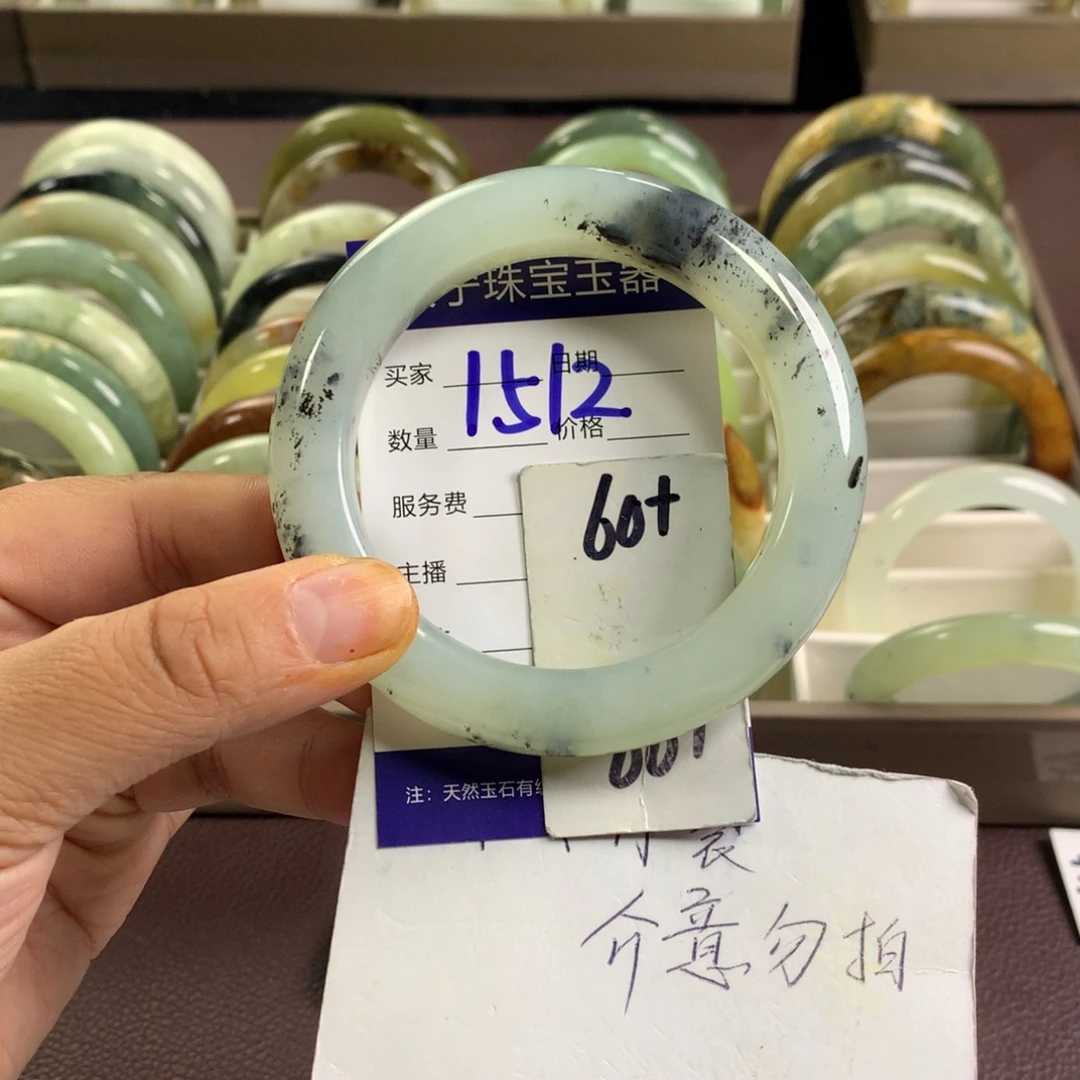 珠宝玉器
买家 1512 日期
数量 价格
服务费
60+
主播
注：天然玉石有
裂
介意勿拍